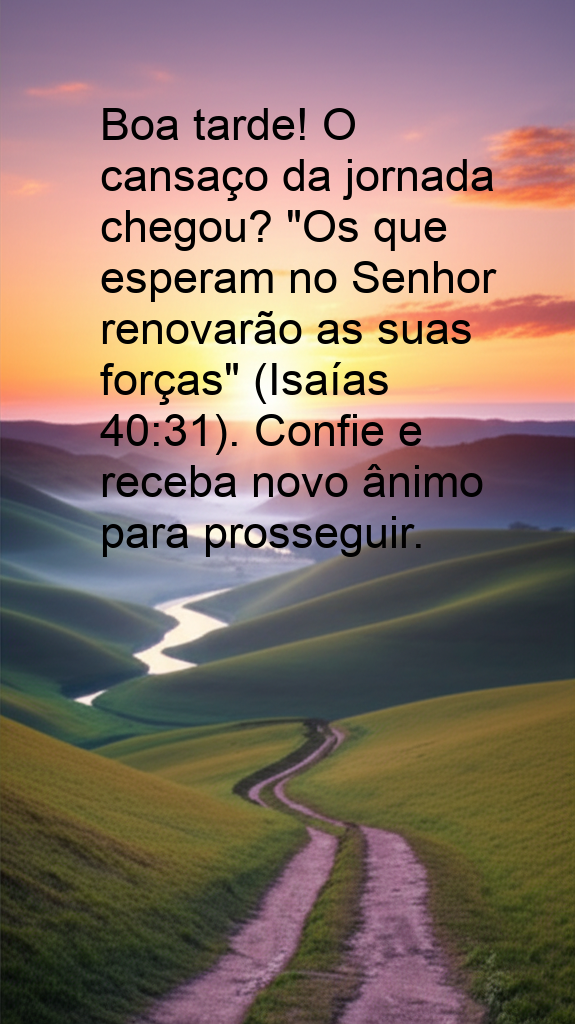 Boa tarde! O
cansaço da jornada
chegou? "Os que
esperam no Senhor
renovarão as suas
forças" (Isaías
40:31). Confie e
receba novo ânimo
para prosseguir.